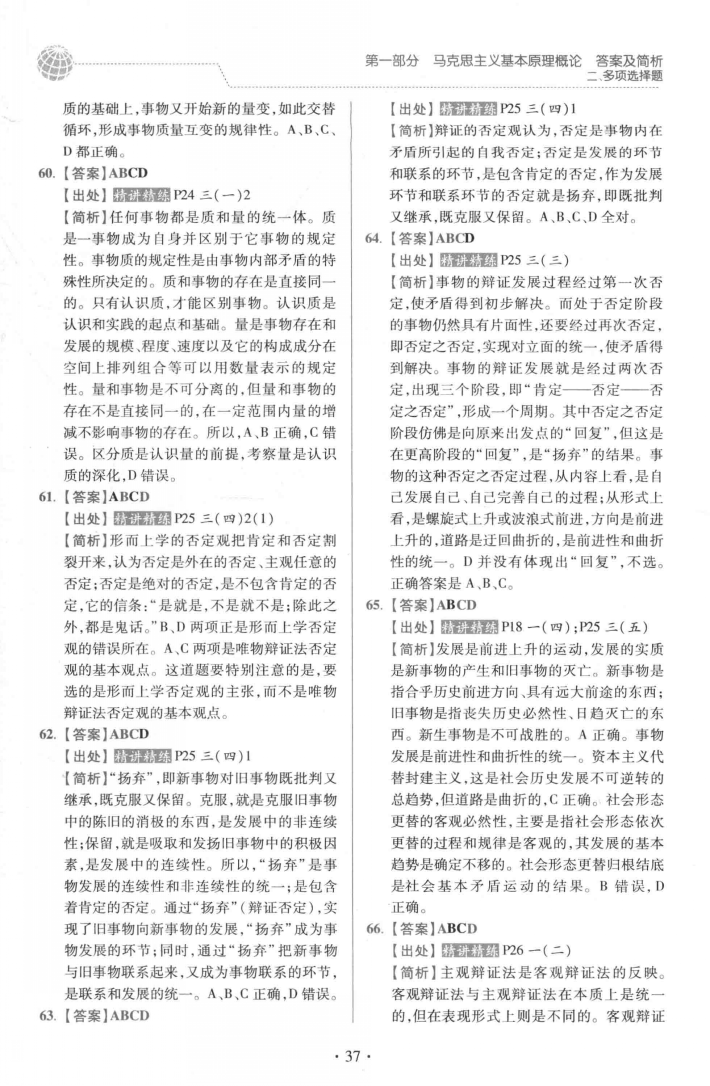 第一部分　马克思主义基本原理概论　答案及简析
二、多项选择题
质的基础上,事物又开始新的量变,如此交替
循环,形成事物质量互变的规律性。A、B、C、
D 都正确。
60.【答案】ABCD
【出处】精讲精练P24 三(一)2
【简析】任何事物都是质和量的统一体。质
是一事物成为自身并区别于它事物的规定
性。事物质的规定性是由事物内部矛盾的特
殊性所决定的。质和事物的存在是直接同一
的。只有认识质,才能区别事物。认识质是
认识和实践的起点和基础。量是事物存在和
发展的规模、程度、速度以及它的构成成分在
空间上排列组合等可以用数量表示的规定
性。量和事物是不可分离的,但量和事物的
存在不是直接同一的,在一定范围内量的增
减不影响事物的存在。所以,A、B 正确,C 错
误。区分质是认识量的前提,考察量是认识
质的深化,D 错误。
61.【答案】ABCD
【出处】精讲精练P25 三(四)2(1)
【简析】形而上学的否定观把肯定和否定割
裂开来,认为否定是外在的否定、主观任意的
否定;否定是绝对的否定,是不包含肯定的否
定,它的信条:“是就是,不是就不是;除此之
外,都是鬼话。”B、D 两项正是形而上学否定
观的错误所在。A、C 两项是唯物辩证法否定
观的基本观点。这道题要特别注意的是,要
选的是形而上学否定观的主张,而不是唯物
辩证法否定观的基本观点。
62.【答案】ABCD
【出处】精讲精练P25 三(四)1
【简析】“扬弃”,即新事物对旧事物既批判又
继承,既克服又保留。克服,就是克服旧事物
中的陈旧的消极的东西,是发展中的非连续
性;保留,就是吸取和发扬旧事物中的积极因
素,是发展中的连续性。所以,“扬弃”是事
物发展的连续性和非连续性的统一;是包含
着肯定的否定。通过“扬弃”(辩证否定),实
现了旧事物向新事物的发展,“扬弃”成为事
物发展的环节;同时,通过“扬弃”把新事物
与旧事物联系起来,又成为事物联系的环节,
是联系和发展的统一。A、B、C 正确,D 错误。
63.【答案】ABCD
【出处】精讲精练P25 三(四)1
【简析】辩证的否定观认为,否定是事物内在
矛盾所引起的自我否定;否定是发展的环节
和联系的环节,是包含肯定的否定,作为发展
环节和联系环节的否定就是扬弃,即既批判
又继承,既克服又保留。A、B、C、D 全对。
64.【答案】ABCD
【出处】精讲精练P25 三(三)
【简析】事物的辩证发展过程经过第一次否
定,使矛盾得到初步解决。而处于否定阶段
的事物仍然具有片面性,还要经过再次否定,
即否定之否定,实现对立面的统一,使矛盾得
到解决。事物的辩证发展就是经过两次否
定,出现三个阶段,即“肯定——否定——否
定之否定”,形成一个周期。其中否定之否定
阶段仿佛是向原来出发点的“回复”,但这是
在更高阶段的“回复”,是“扬弃”的结果。事
物的这种否定之否定过程,从内容上看,是自
己发展自己、自己完善自己的过程;从形式上
看,是螺旋式上升或波浪式前进,方向是前进
上升的,道路是迂回曲折的,是前进性和曲折
性的统一。D 并没有体现出“回复”,不选。
正确答案是 A、B、C。
65.【答案】ABCD
【出处】精讲精练P18 一(四);P25 三(五)
【简析】发展是前进上升的运动,发展的实质
是新事物的产生和旧事物的灭亡。新事物是
指合乎历史前进方向、具有远大前途的东西;
旧事物是指丧失历史必然性、日趋灭亡的东
西。新生事物是不可战胜的。A 正确。事物
发展是前进性和曲折性的统一。资本主义代
替封建主义,这是社会历史发展不可逆转的
总趋势,但道路是曲折的,C 正确。社会形态
更替的客观必然性,主要是指社会形态依次
更替的过程和规律是客观的,其发展的基本
趋势是确定不移的。社会形态更替归根结底
是社会基本矛盾运动的结果。B 错误,D
正确。
66.【答案】ABCD
【出处】精讲精练P26 一(二)
【简析】主观辩证法是客观辩证法的反映。
客观辩证法与主观辩证法在本质上是统一
的,但在表现形式上则是不同的。客观辩证
· 37 ·